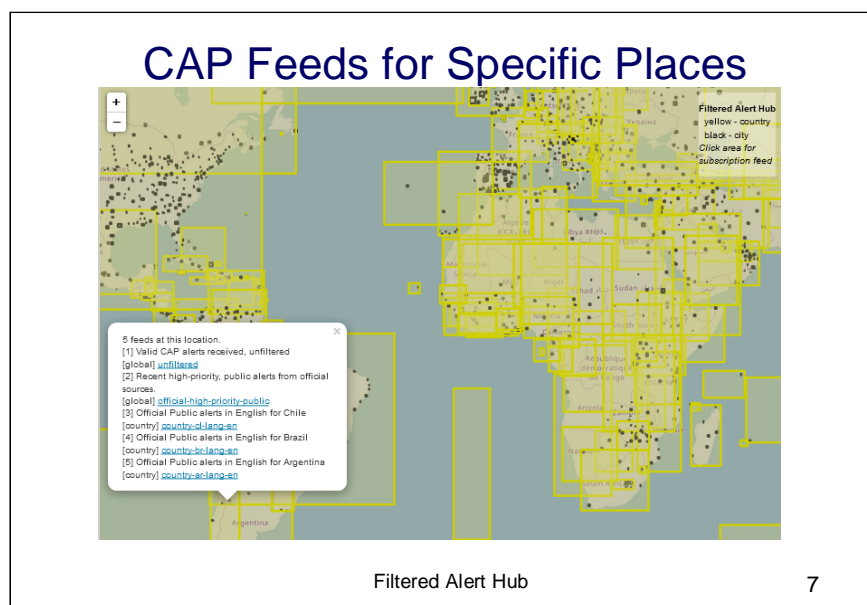 CAP Feeds for Specific Places
+
−
Filtered Alert Hub
yellow - country
black - city
Click area for
subscription feed
Україна
Algérie
Niger
Sudan
Nigeria
République
démocratique
du Congo
Angola
South Africa
×
5 feeds at this location.
[1] Valid CAP alerts received, unfiltered
[global] unfiltered
[2] Recent high-priority, public alerts from official
sources.
[global] official-high-priority-public
[3] Official Public alerts in English for Chile
[country] country-cl-lang-en
[4] Official Public alerts in English for Brazil
[country] country-br-lang-en
[5] Official Public alerts in English for Argentina
[country] country-ar-lang-en
Argentina
Filtered Alert Hub
7